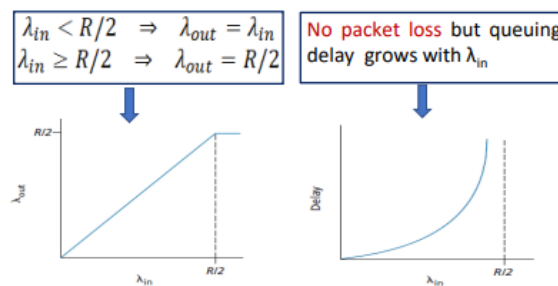 λin < R/2 ⇒ λout = λin
λin ≥ R/2 ⇒ λout = R/2
No packet loss but queuing
delay grows with λin
R/2
λout
R/2
λin
Delay
R/2
λin